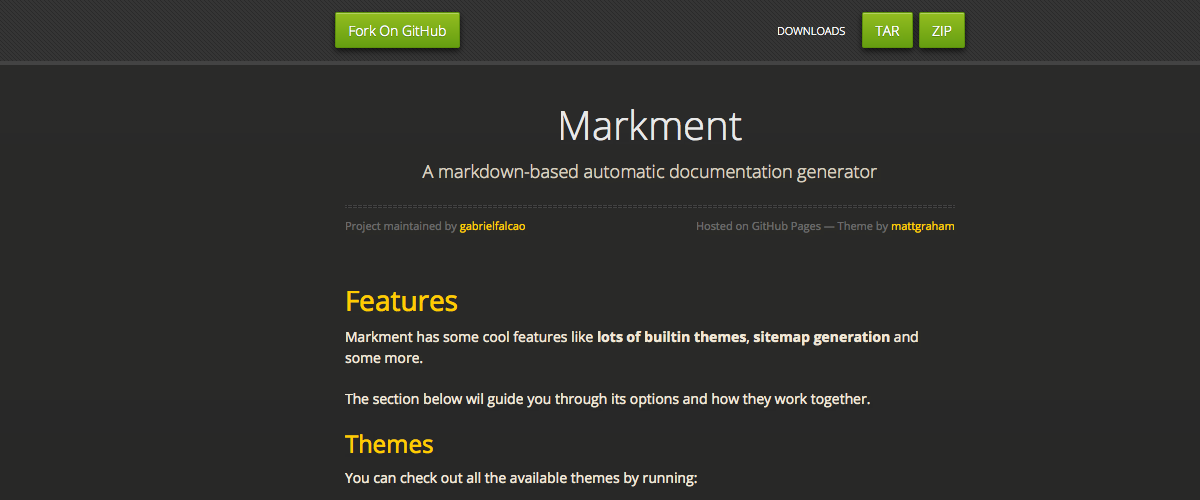 Fork On GitHub
DOWNLOADS TAR ZIP
Markment
A markdown-based automatic documentation generator
Project maintained by gabrielfalcao
Hosted on GitHub Pages — Theme by mattgraham
Features
Markment has some cool features like lots of builtin themes, sitemap generation and
some more.
The section below wil guide you through its options and how they work together.
Themes
You can check out all the available themes by running: